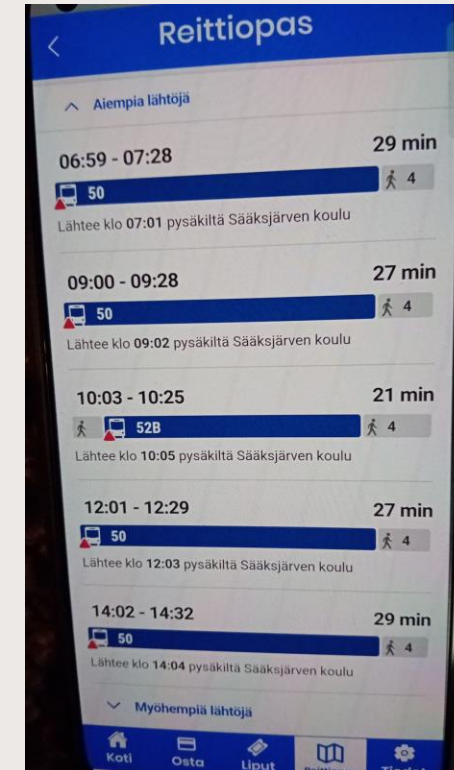 Reittiopas
Aiempia lähtöjä
06:59 - 07:28 29 min
50 4
Lähtee klo 07:01 pysäkiltä Sääksjärven koulu
09:00 - 09:28 27 min
50 4
Lähtee klo 09:02 pysäkiltä Sääksjärven koulu
10:03 - 10:25 21 min
52B 4
Lähtee klo 10:05 pysäkiltä Sääksjärven koulu
12:01 - 12:29 27 min
50 4
Lähtee klo 12:03 pysäkiltä Sääksjärven koulu
14:02 - 14:32 29 min
50 4
Lähtee klo 14:04 pysäkiltä Sääksjärven koulu
Myöhempiä lähtöjä
Koti Osta Liput